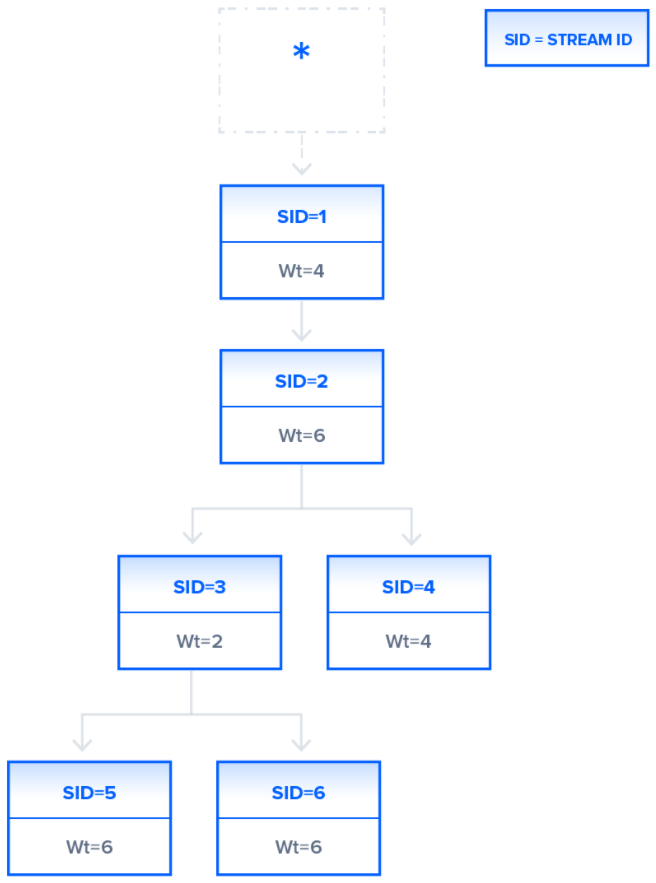 *
SID = STREAM ID
SID=1
Wt=4
SID=2
Wt=6
SID=3
Wt=2
SID=4
Wt=4
SID=5
Wt=6
SID=6
Wt=6